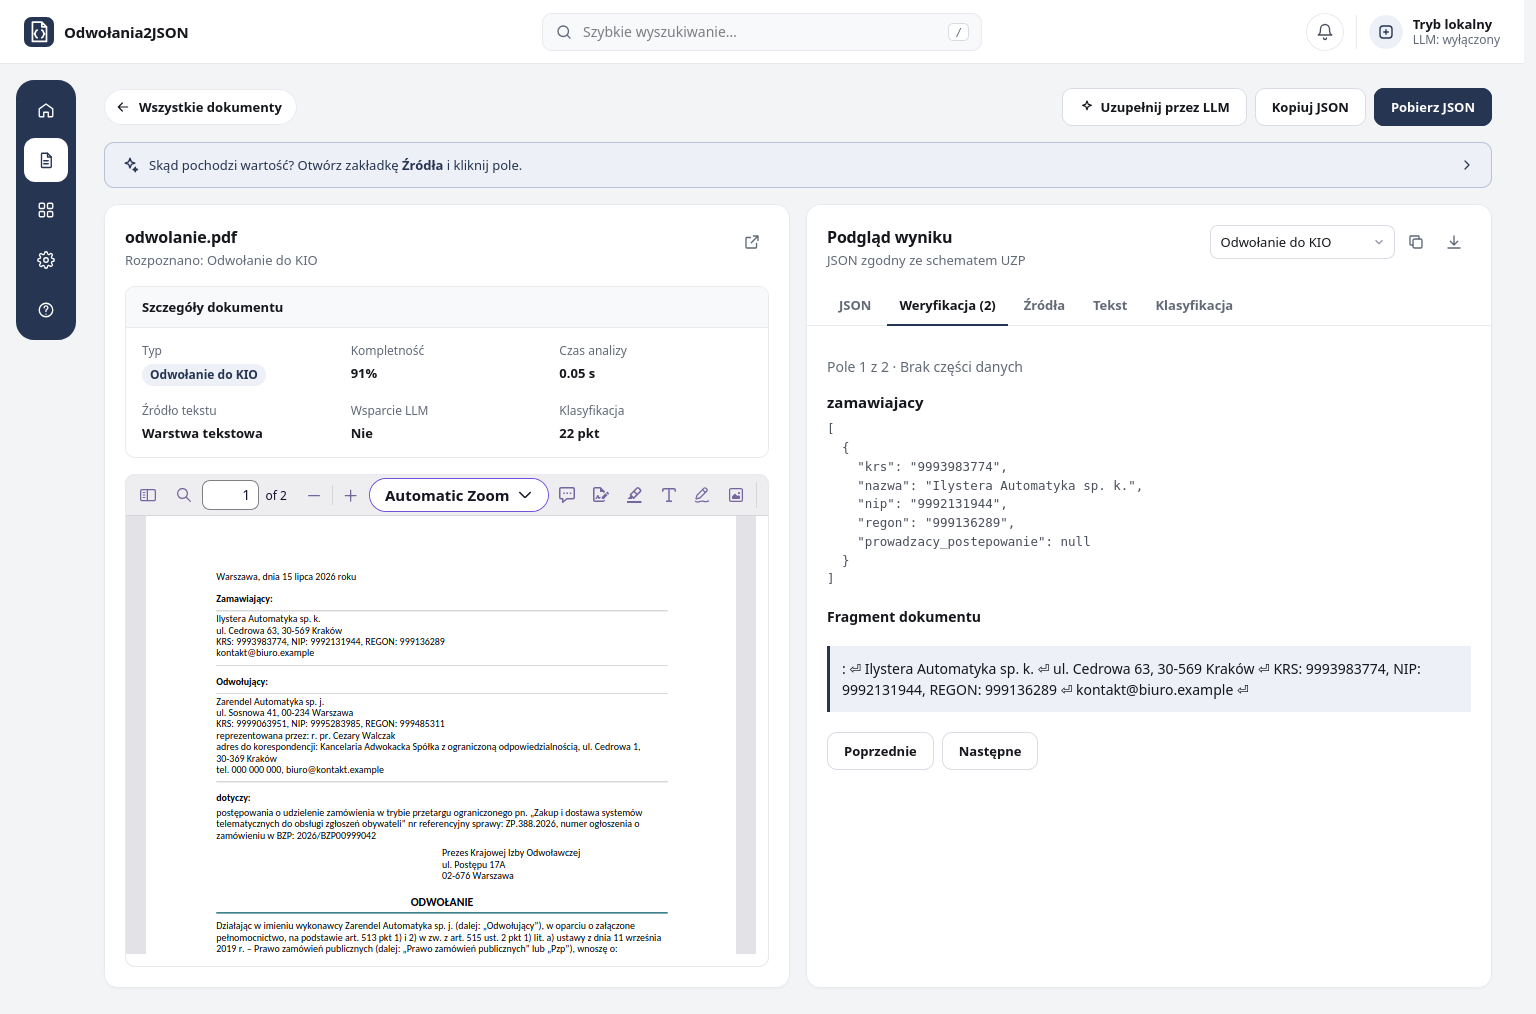 Odwołania2JSON
Szybkie wyszukiwanie...
/
Tryb lokalny
LLM: wyłączony
Wszystkie dokumenty
Uzupełnij przez LLM
Kopiuj JSON
Pobierz JSON
Skąd pochodzi wartość? Otwórz zakładkę Źródła i kliknij pole.
odwolanie.pdf
Rozpoznano: Odwołanie do KIO
Szczegóły dokumentu
Typ
Kompletność
Czas analizy
Odwołanie do KIO
91%
0.05 s
Źródło tekstu
Wsparcie LLM
Klasyfikacja
Warstwa tekstowa
Nie
22 pkt
1
of 2
Automatic Zoom
Warszawa, dnia 15 lipca 2026 roku
Zamawiający:
Ilystera Automatyka sp. k.
ul. Cedrowa 63, 30-569 Kraków
KRS: 9993983774, NIP: 9992131944, REGON: 999136289
kontakt@biuro.example
Odwołujący:
Zarendel Automatyka sp. j.
ul. Sosnowa 41, 00-234 Warszawa
KRS: 9999063951, NIP: 9995283985, REGON: 999485311
reprezentowana przez: r. pr. Cezary Walczak
adres do korespondencji: Kancelaria Adwokacka Spółka z ograniczoną odpowiedzialnością, ul. Cedrowa 1,
30-369 Kraków
tel. 000 000 000, biuro@kontakt.example
dotyczy:
postępowania o udzielenie zamówienia w trybie przetargu ograniczonego pn. „Zakup i dostawa systemów
telematycznych do obsługi zgłoszeń obywateli" nr referencyjny sprawy: ZP.388.2026, numer ogłoszenia o
zamówieniu w BZP: 2026/BZP00999042
Prezes Krajowej Izby Odwoławczej
ul. Postępu 17A
02-676 Warszawa
ODWOŁANIE
Działając w imieniu wykonawcy Zarendel Automatyka sp. j. (dalej: „Odwołujący"), w oparciu o załączone
pełnomocnictwo, na podstawie art. 513 pkt 1) i 2) w zw. z art. 515 ust. 2 pkt 1) lit. a) ustawy z dnia 11 września
2019 r. – Prawo zamówień publicznych (dalej: „Prawo zamówień publicznych" lub „Pzp"), wnoszę o:
Podgląd wyniku
JSON zgodny ze schematem UZP
Odwołanie do KIO
JSON
Weryfikacja (2)
Źródła
Tekst
Klasyfikacja
Pole 1 z 2 · Brak części danych
zamawiajacy
[
{
"krs": "9993983774",
"nazwa": "Ilystera Automatyka sp. k.",
"nip": "9992131944",
"regon": "999136289",
"prowadzacy_postepowanie": null
}
]
Fragment dokumentu
: ⏎ Ilystera Automatyka sp. k. ⏎ ul. Cedrowa 63, 30-569 Kraków ⏎ KRS: 9993983774, NIP:
9992131944, REGON: 999136289 ⏎ kontakt@biuro.example ⏎
Poprzednie
Następne